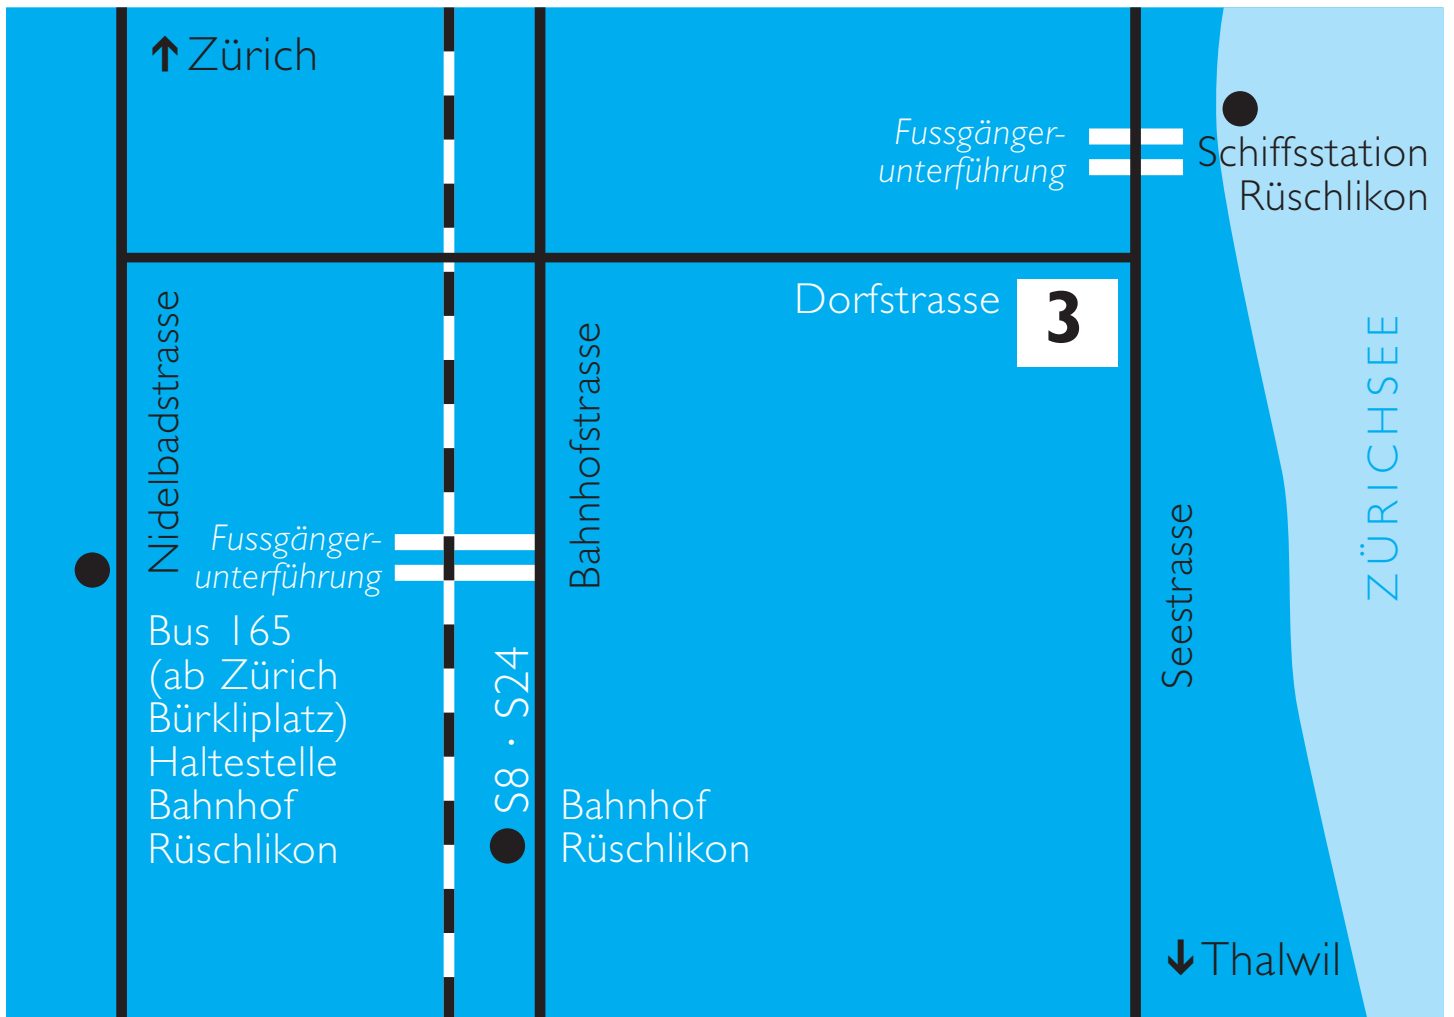 ↑ Zürich
Fussgänger-
unterführung
Schiffsstation
Rüschlikon
Dorfstrasse 3
Nidelbadstrasse
Bahnhofstrasse
ZÜRICHSEE
Seestrasse
Fussgänger-
unterführung
Bus 165
(ab Zürich
Bürkliplatz)
Haltestelle
Bahnhof
Rüschlikon
S8 · S24
Bahnhof
Rüschlikon
↓ Thalwil